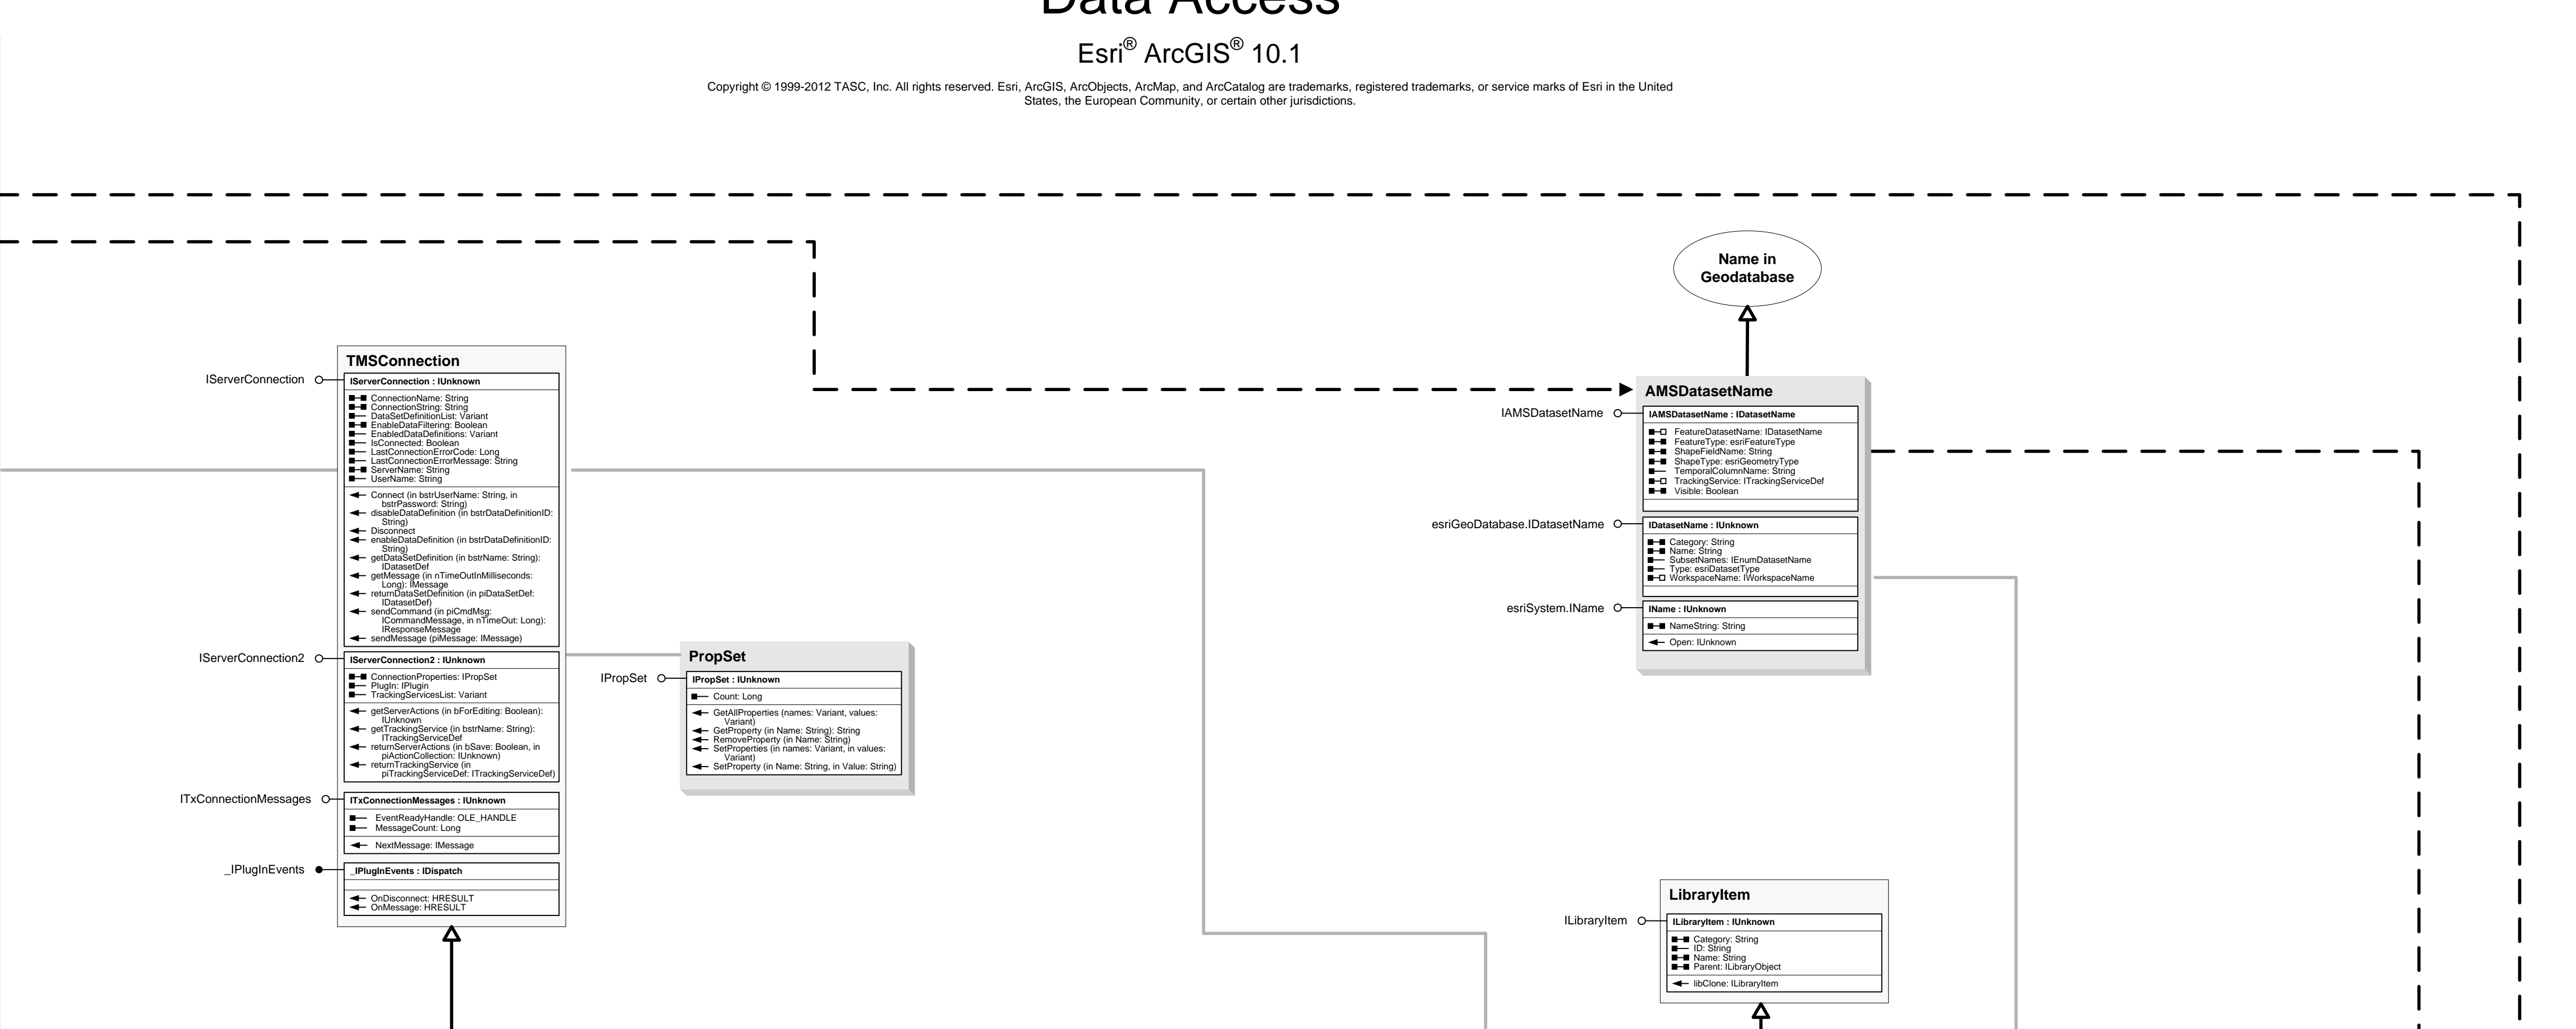 Data Access
Esri® ArcGIS® 10.1
Copyright © 1999-2012 TASC, Inc. All rights reserved. Esri, ArcGIS, ArcObjects, ArcMap, and ArcCatalog are trademarks, registered trademarks, or service marks of Esri in the United
States, the European Community, or certain other jurisdictions.
Name in
Geodatabase
TMSConnection
IServerConnection
IServerConnection : IUnknown
ConnectionName: String
ConnectionString: String
DataSetDefinitionList: Variant
EnableDataFiltering: Boolean
EnabledDataDefinitions: Variant
IsConnected: Boolean
LastConnectionErrorCode: Long
LastConnectionErrorMessage: String
ServerName: String
UserName: String
Connect (in bstrUserName: String, in
bstrPassword: String)
disableDataDefinition (in bstrDataDefinitionID:
String)
Disconnect
enableDataDefinition (in bstrDataDefinitionID:
String)
getDataSetDefinition (in bstrName: String):
IDatasetDef
getMessage (in nTimeOutInMilliseconds:
Long): IMessage
returnDataSetDefinition (in piDataSetDef:
IDatasetDef)
sendCommand (in piCmdMsg:
ICommandMessage, in nTimeOut: Long):
IResponseMessage
sendMessage (piMessage: IMessage)
IServerConnection2
IServerConnection2 : IUnknown
ConnectionProperties: IPropSet
PlugIn: IPlugin
TrackingServicesList: Variant
getServerActions (in bForEditing: Boolean):
IUnknown
getTrackingService (in bstrName: String):
ITrackingServiceDef
returnServerActions (in bSave: Boolean, in
piActionCollection: IUnknown)
returnTrackingService (in
piTrackingServiceDef: ITrackingServiceDef)
ITxConnectionMessages
ITxConnectionMessages : IUnknown
EventReadyHandle: OLE_HANDLE
MessageCount: Long
NextMessage: IMessage
_IPlugInEvents
_IPlugInEvents : IDispatch
OnDisconnect: HRESULT
OnMessage: HRESULT
PropSet
IPropSet
IPropSet : IUnknown
Count: Long
GetAllProperties (names: Variant, values:
Variant)
GetProperty (in Name: String): String
RemoveProperty (in Name: String)
SetProperties (in names: Variant, in values:
Variant)
SetProperty (in Name: String, in Value: String)
AMSDatasetName
IAMSDatasetName
IAMSDatasetName : IDatasetName
FeatureDatasetName: IDatasetName
FeatureType: esriFeatureType
ShapeFieldName: String
ShapeType: esriGeometryType
TemporalColumnName: String
TrackingService: ITrackingServiceDef
Visible: Boolean
esriGeoDatabase.IDatasetName
IDatasetName : IUnknown
Category: String
Name: String
SubsetNames: IEnumDatasetName
Type: esriDatasetType
WorkspaceName: IWorkspaceName
esriSystem.IName
IName : IUnknown
NameString: String
Open: IUnknown
LibraryItem
ILibraryItem
ILibraryItem : IUnknown
Category: String
ID: String
Name: String
Parent: ILibraryObject
libClone: ILibraryItem